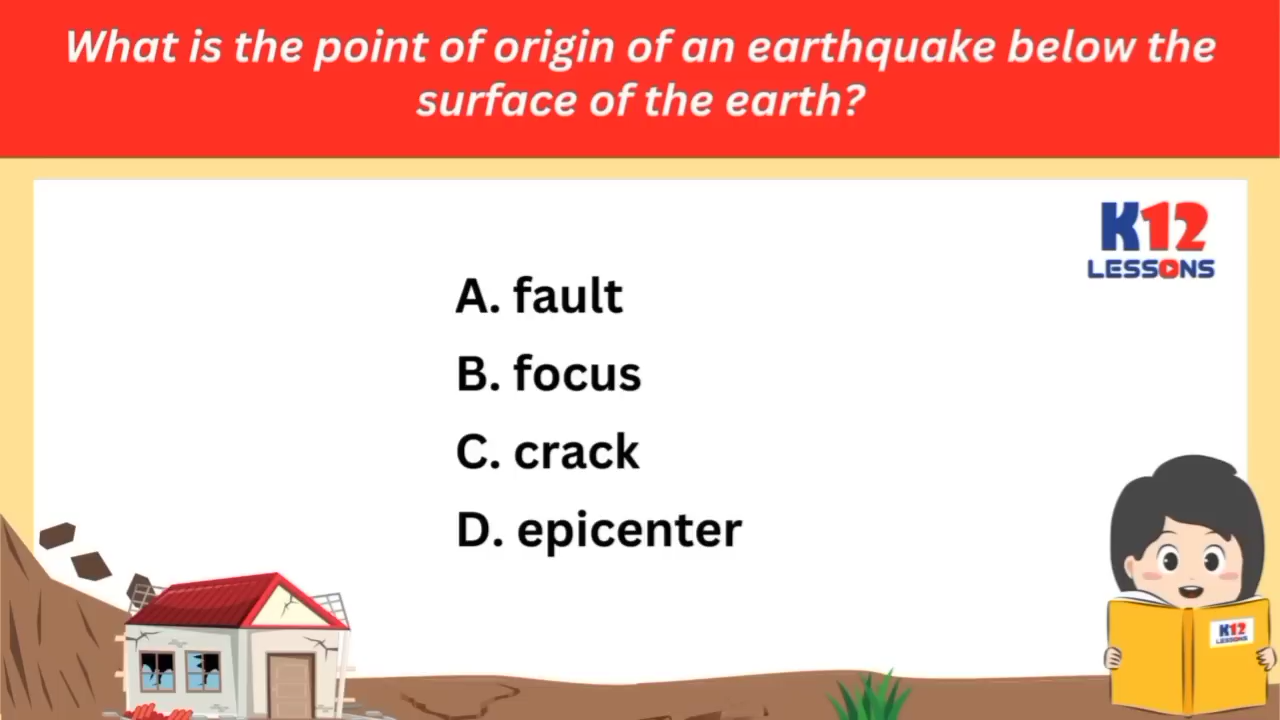 What is the point of origin of an earthquake below the
surface of the earth?
K12
LESSONS
A. fault
B. focus
C. crack
D. epicenter
K12
LESSONS